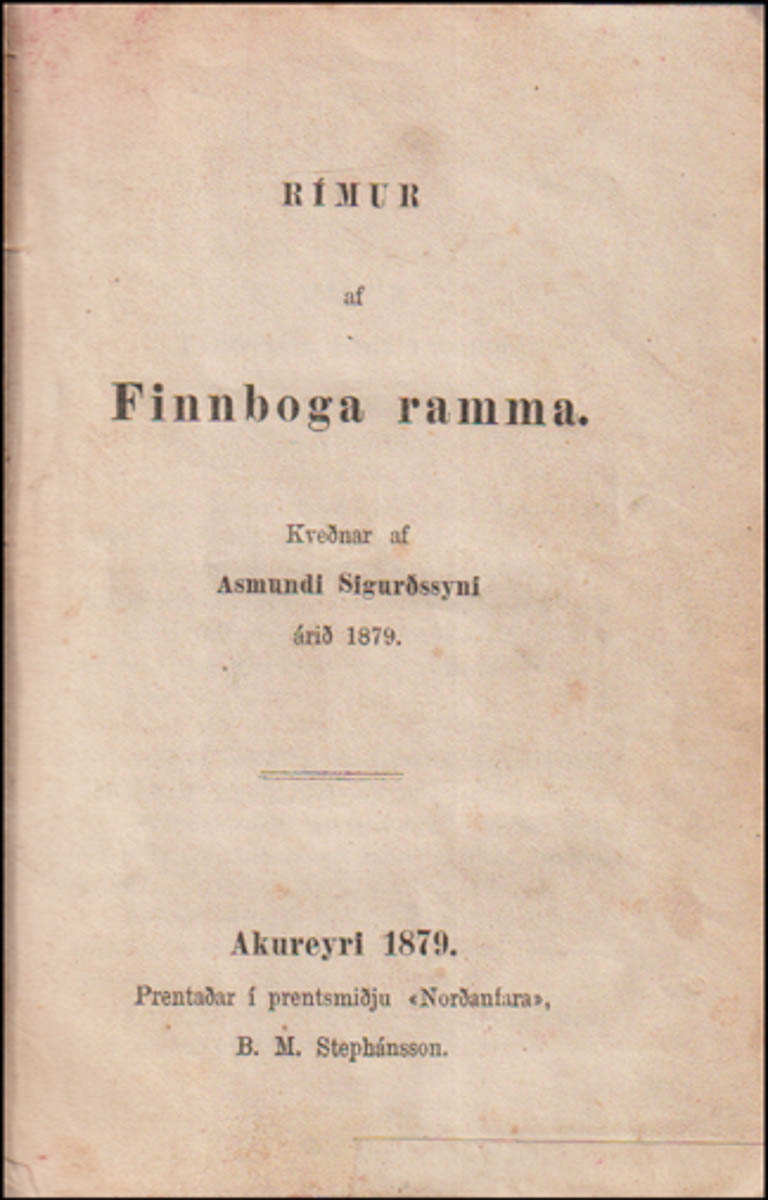 RÍMUR
af
Finnboga ramma.
Kveðnar af
Asmundi Sigurðssyni
árið 1879.
Akureyri 1879.
Prentaðar í prentsmiðju «Norðanfara»,
B. M. Stephánsson.